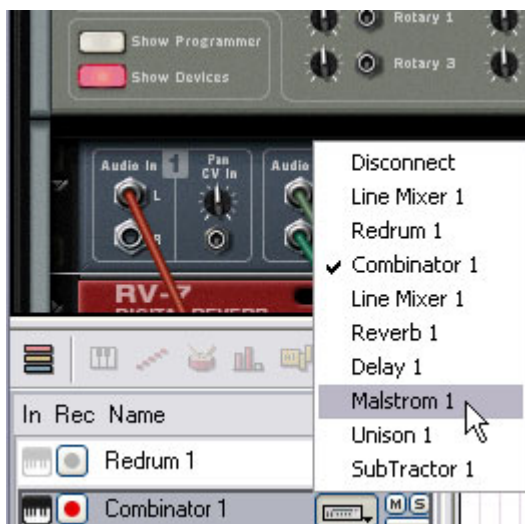 Show Programmer
Rotary 1
Show Devices
Rotary 3
Audio In 1
Pan
CV In
Audio
L
R
RV-7
DIGITAL REVERB
Disconnect
Line Mixer 1
Redrum 1
Combinator 1
Line Mixer 1
Reverb 1
Delay 1
Malstrom 1
Unison 1
SubTractor 1
In Rec Name
Redrum 1
Combinator 1
M S